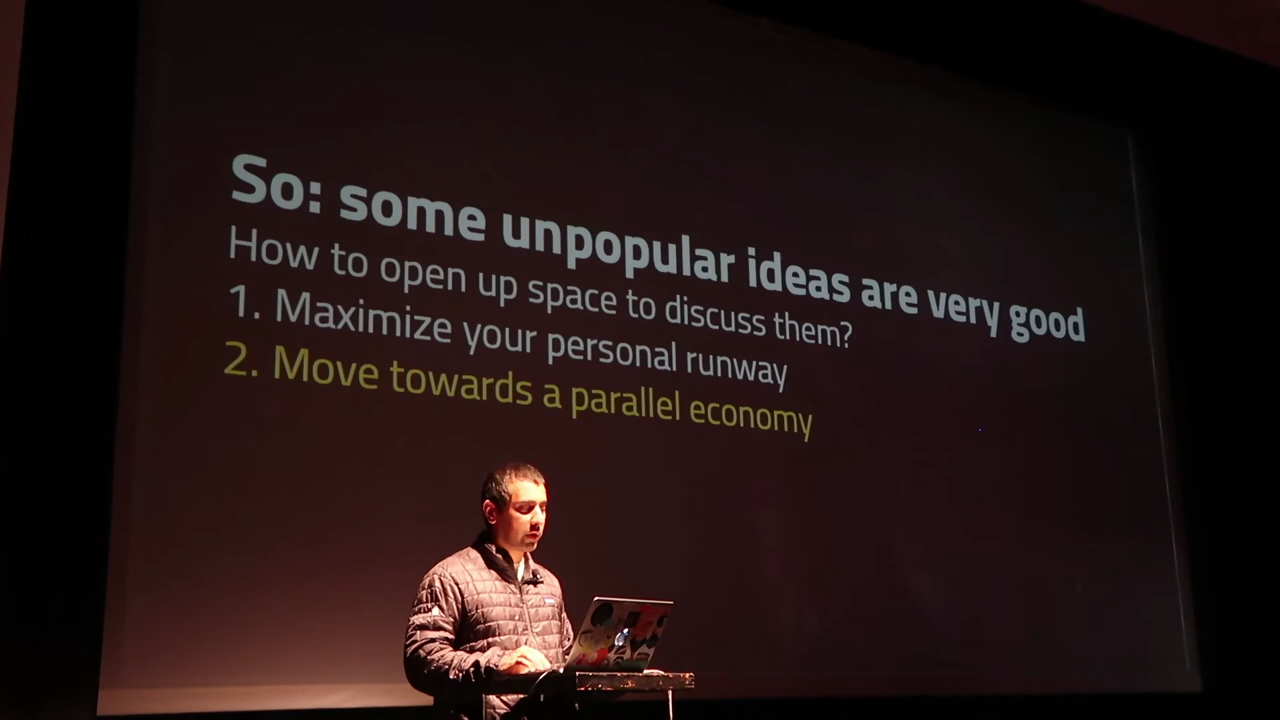 So: some unpopular ideas are very good
How to open up space to discuss them?
1. Maximize your personal runway
2. Move towards a parallel economy